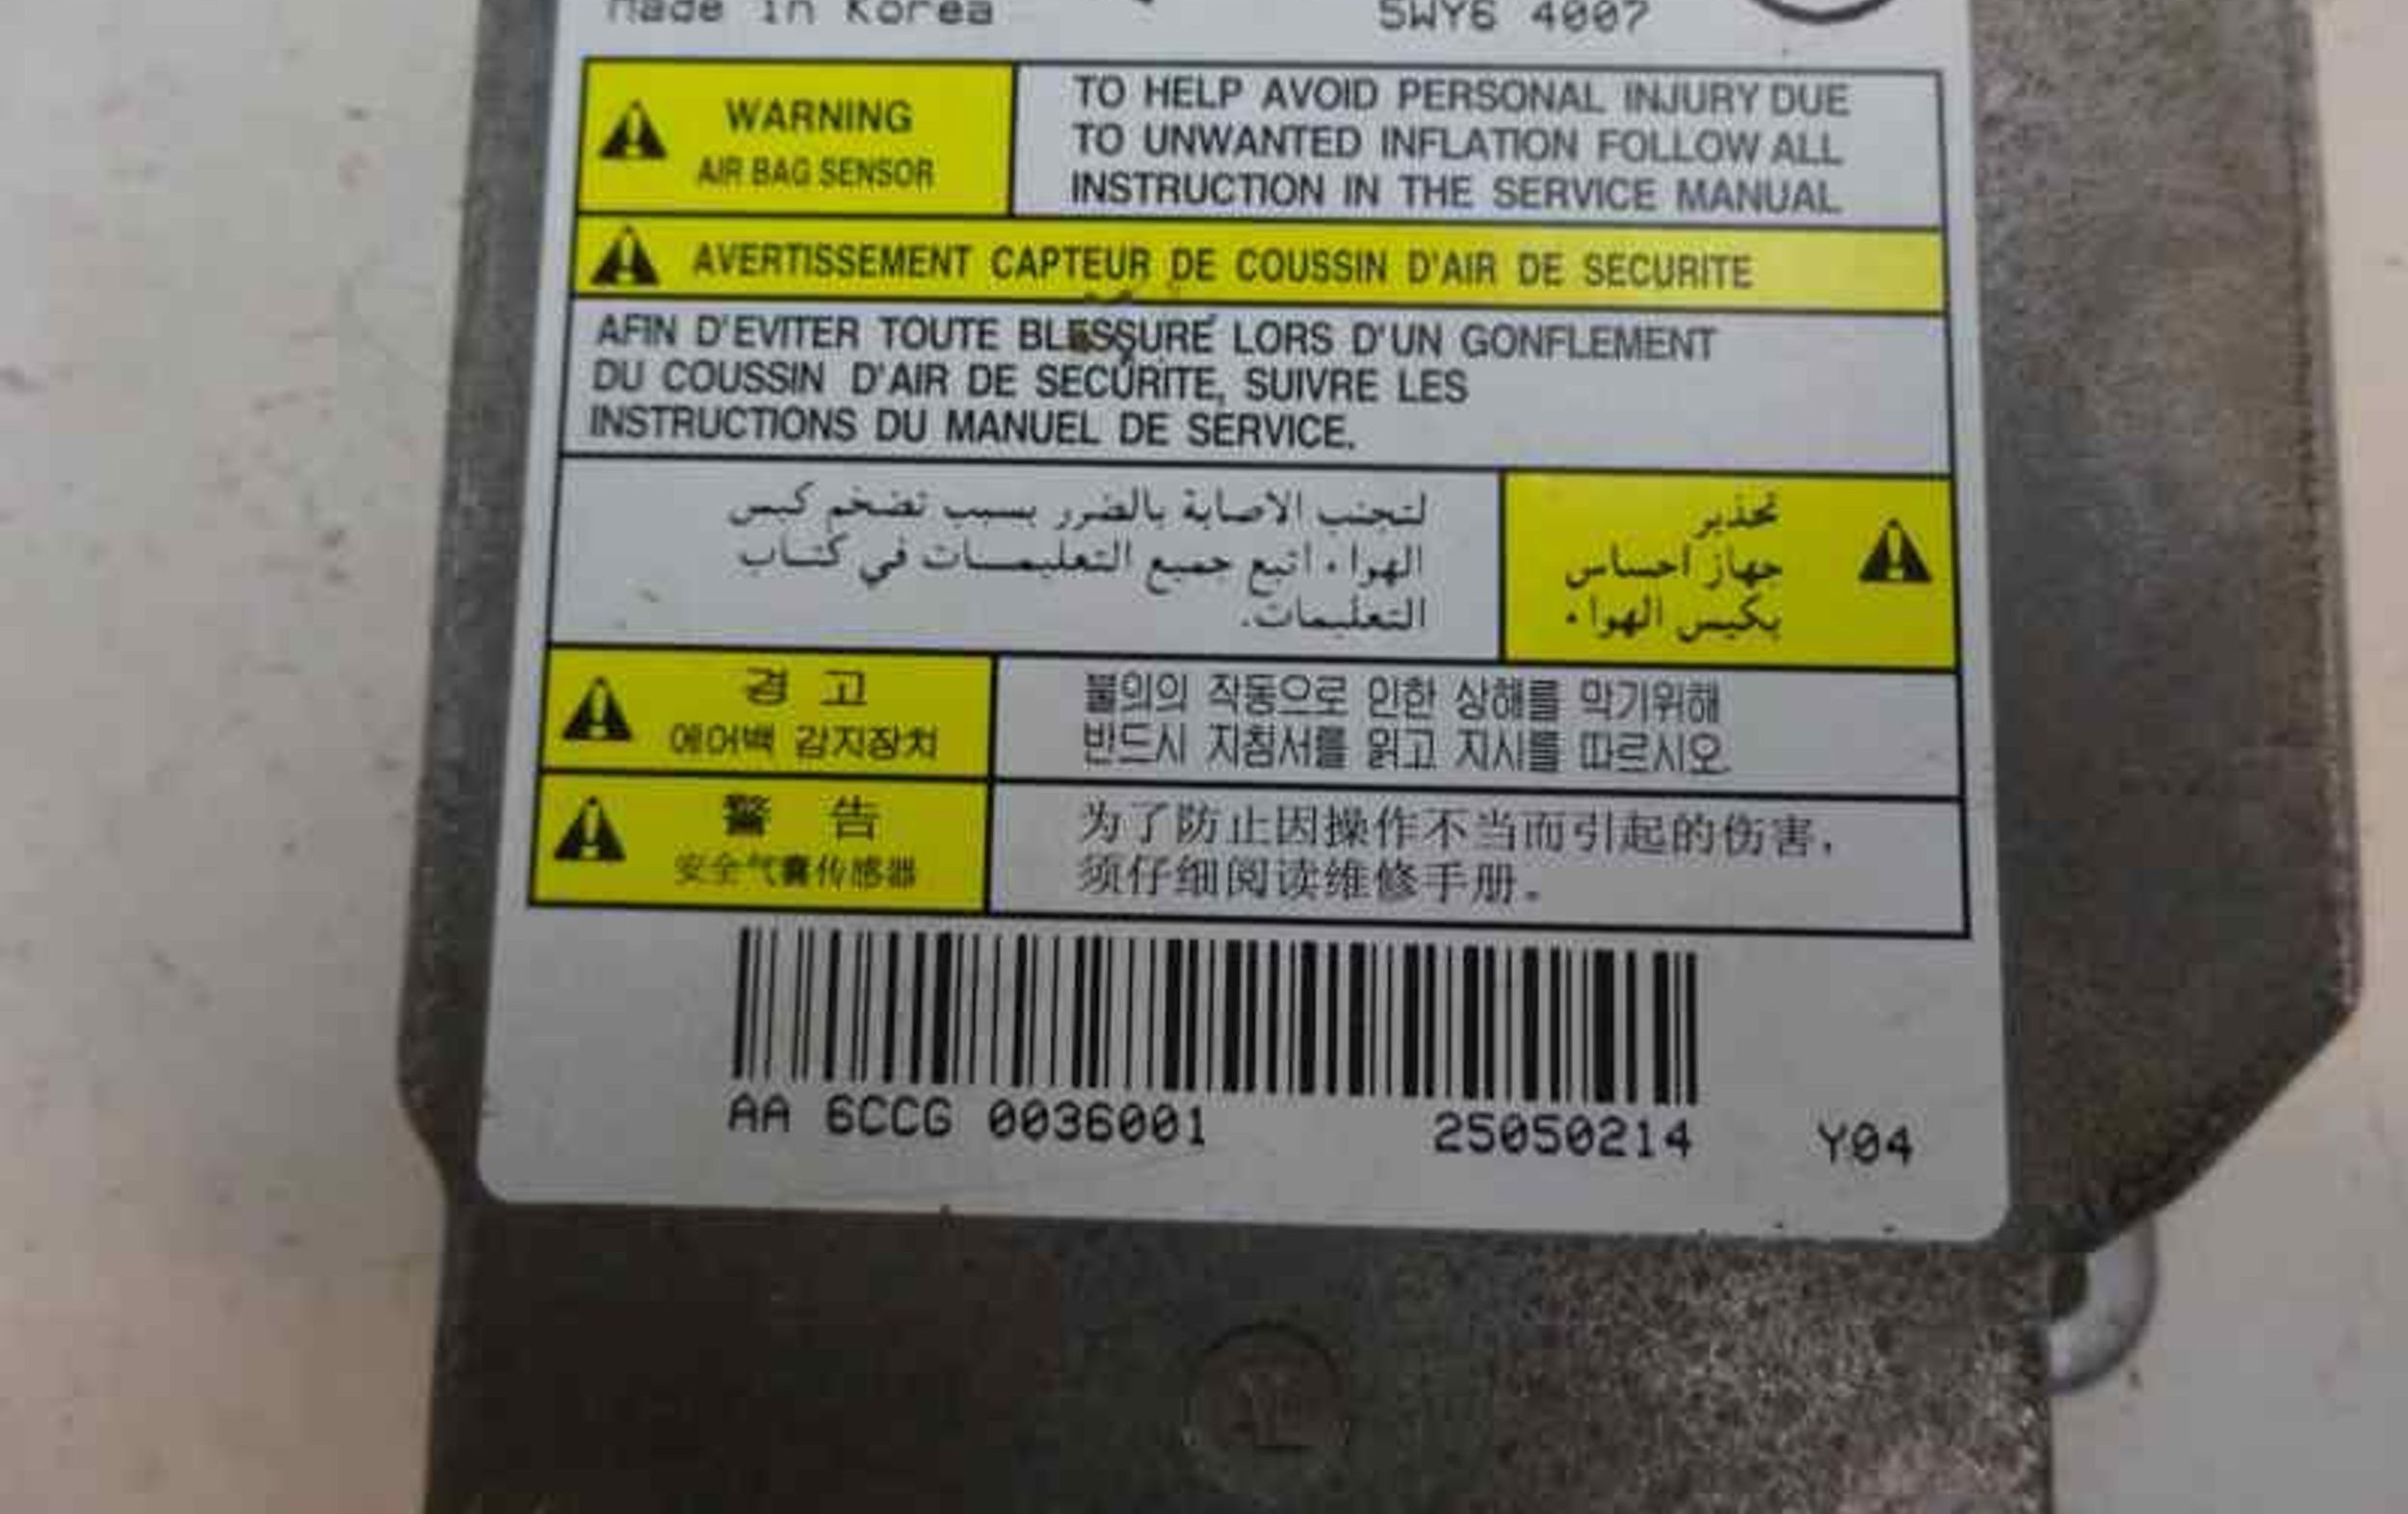 Made in Korea
5WY6 4007
WARNING
AIR BAG SENSOR
TO HELP AVOID PERSONAL INJURY DUE
TO UNWANTED INFLATION FOLLOW ALL
INSTRUCTION IN THE SERVICE MANUAL
AVERTISSEMENT CAPTEUR DE COUSSIN D'AIR DE SECURITE
AFIN D'EVITER TOUTE BLESSURE LORS D'UN GONFLEMENT
DU COUSSIN D'AIR DE SECURITE, SUIVRE LES
INSTRUCTIONS DU MANUEL DE SERVICE.
تحذير
جهاز احساس
بكيس الهواء
لتجنب الاصابة بالضرر بسبب تضخم كيس
الهواء اتبع جميع التعليمات في كتاب
التعليمات.
경 고
에어백 감지장치
불의의 작동으로 인한 상해를 막기위해
반드시 지침서를 읽고 지시를 따르시오.
警 告
安全气囊传感器
为了防止因操作不当而引起的伤害,
须仔细阅读维修手册。
AA 6CCG 0036001 25050214 Y04